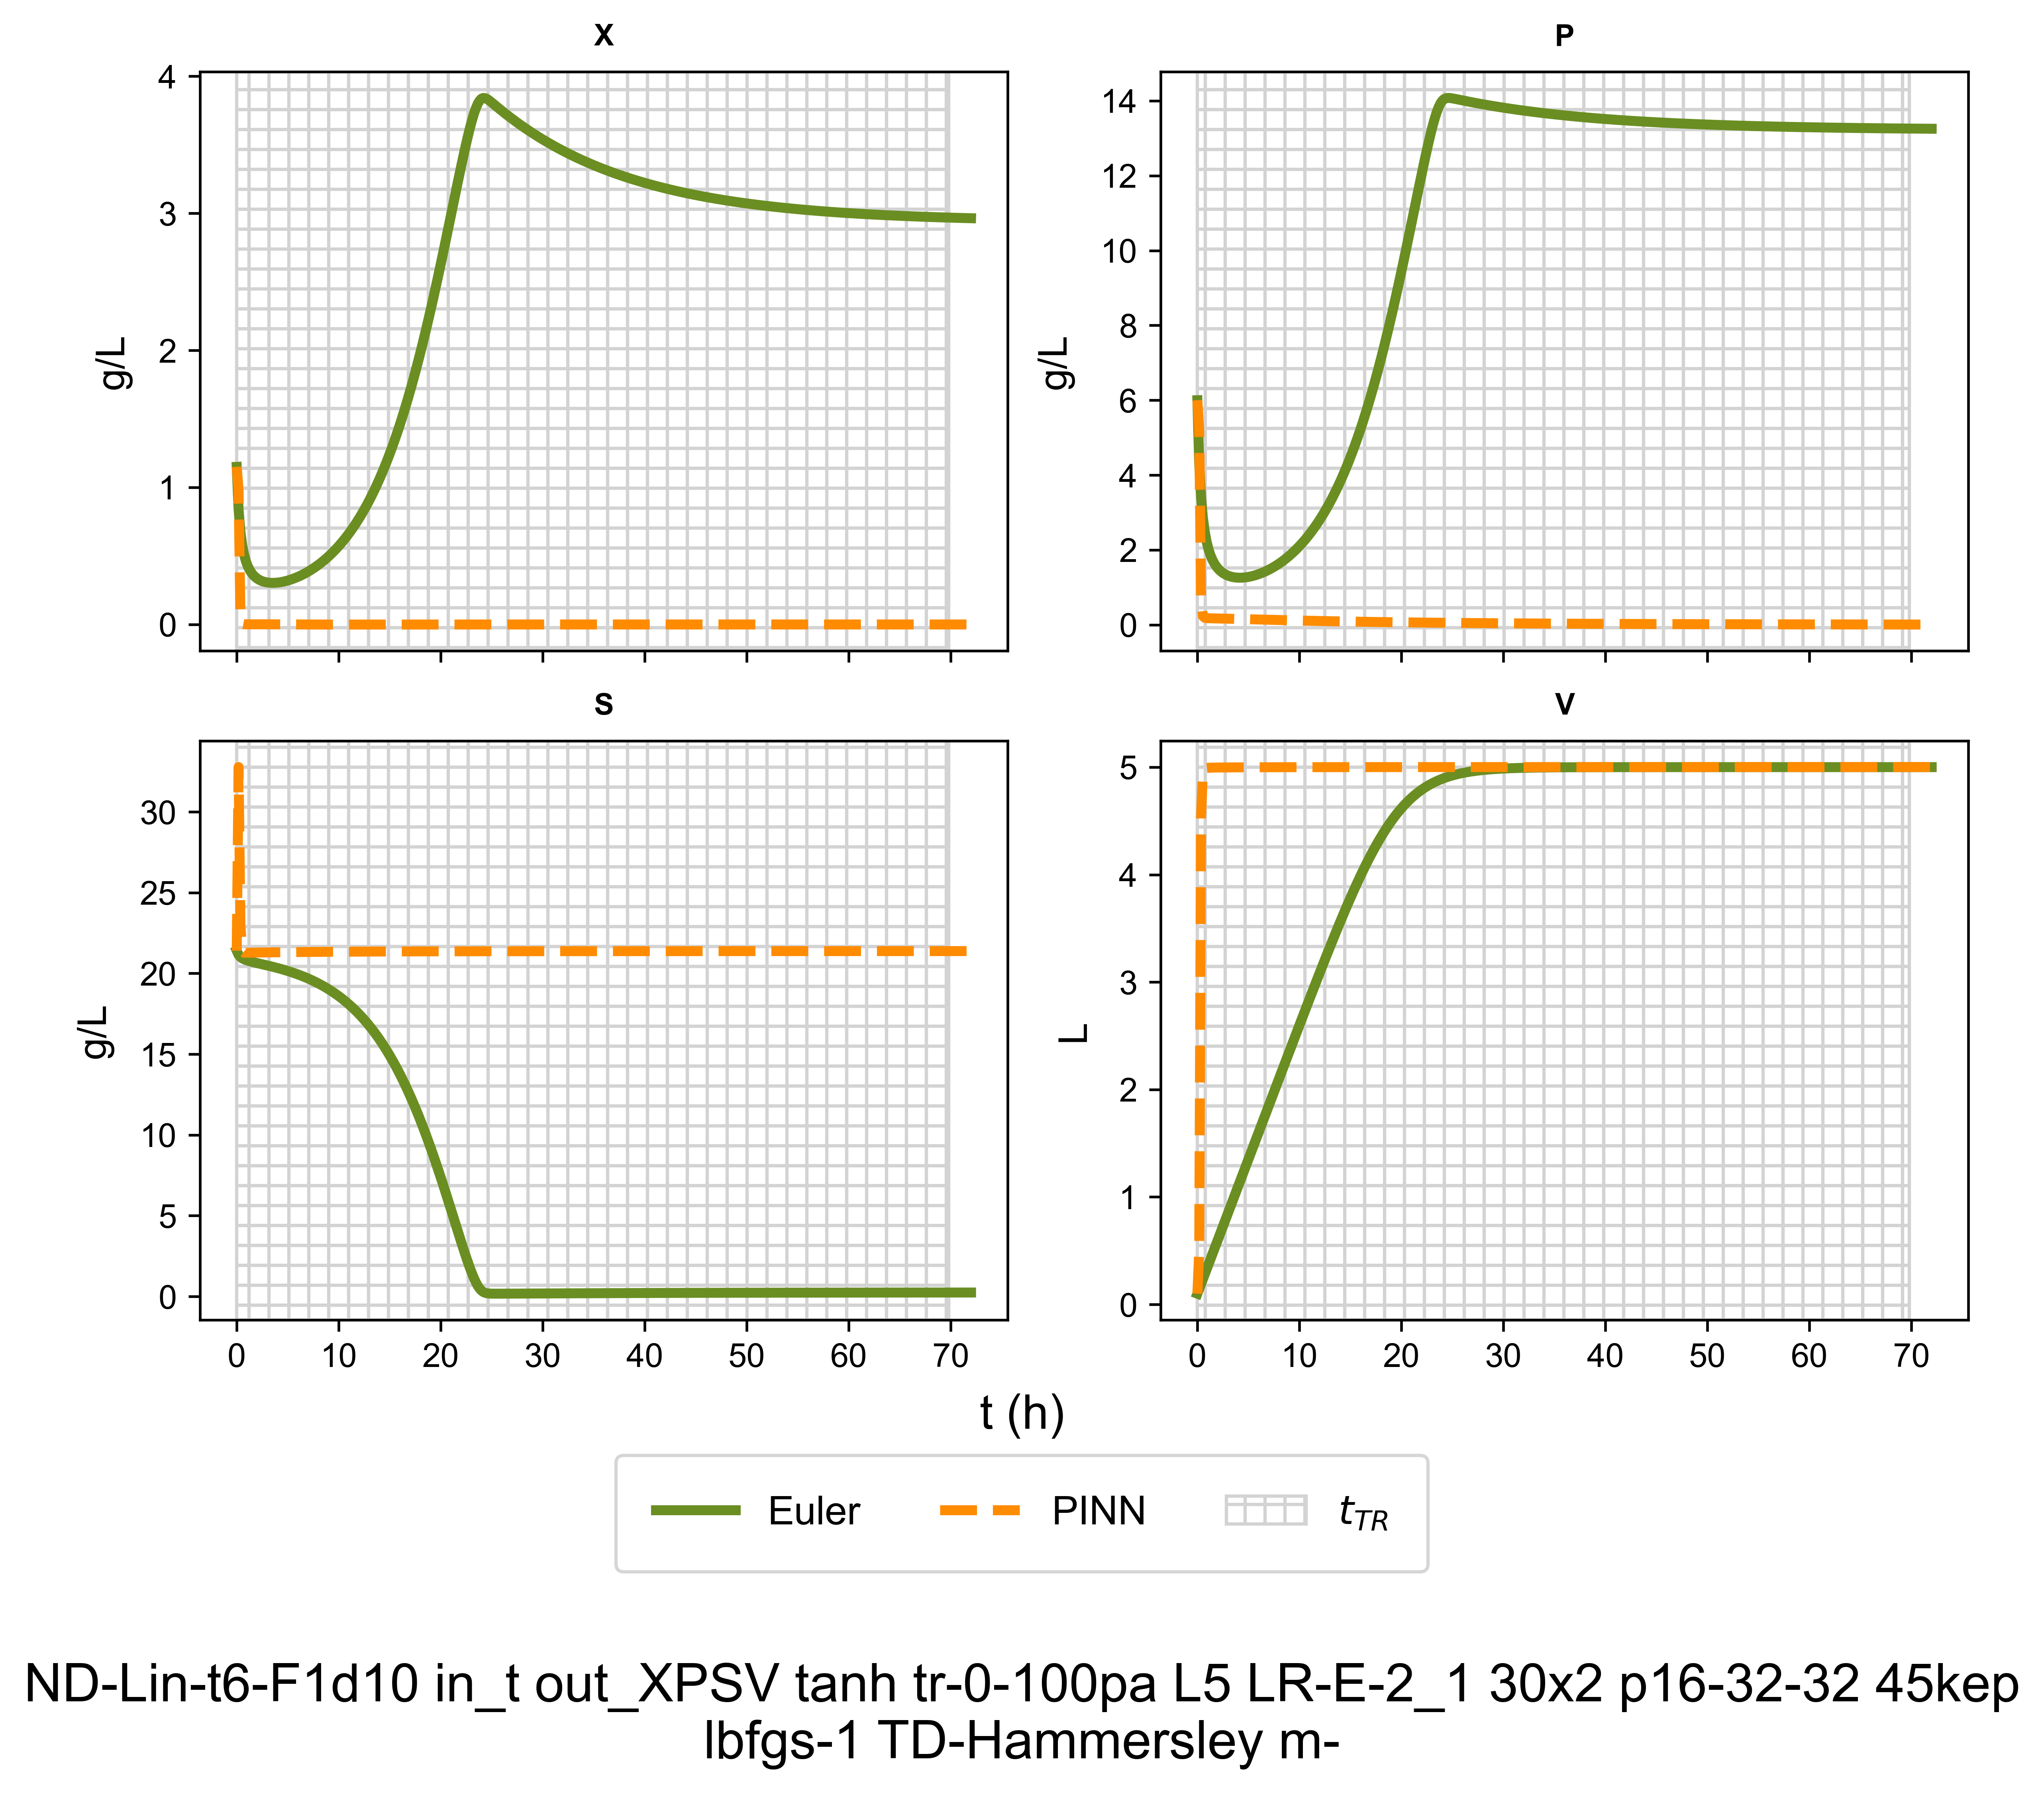 X
P
4
3
2
1
0
g/L
14
12
10
8
6
4
2
0
g/L
S
V
30
25
20
15
10
5
0
g/L
5
4
3
2
1
0
L
0 10 20 30 40 50 60 70
0 10 20 30 40 50 60 70
t (h)
Euler PINN t_TR
ND-Lin-t6-F1d10 in_t out_XPSV tanh tr-0-100pa L5 LR-E-2_1 30x2 p16-32-32 45kep
lbfgs-1 TD-Hammersley m-